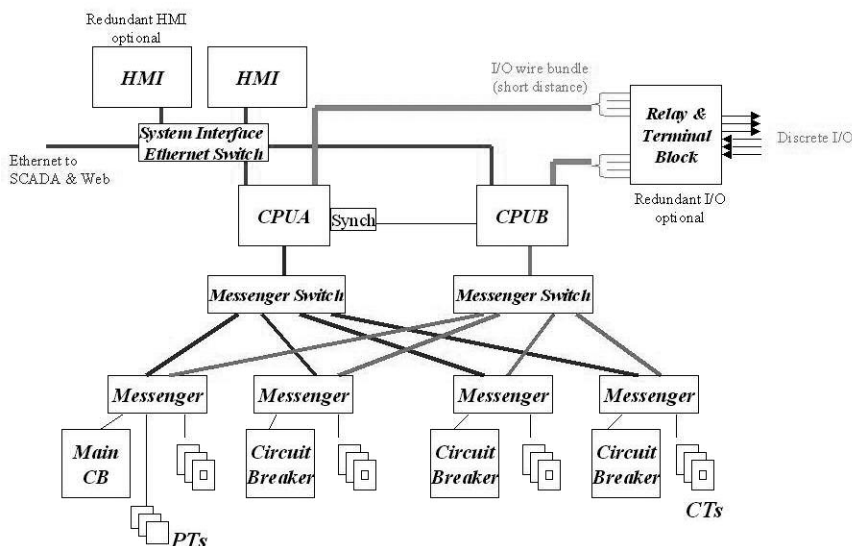 Redundant HMI
optional
HMI
HMI
I/O wire bundle
(short distance)
Relay &
Terminal
Block
Discrete I/O
System Interface
Ethernet Switch
Ethernet to
SCADA & Web
Redundant I/O
optional
CPUA
Synch
CPUB
Messenger Switch
Messenger Switch
Messenger
Messenger
Messenger
Messenger
Main
CB
Circuit
Breaker
Circuit
Breaker
Circuit
Breaker
CTs
PTs